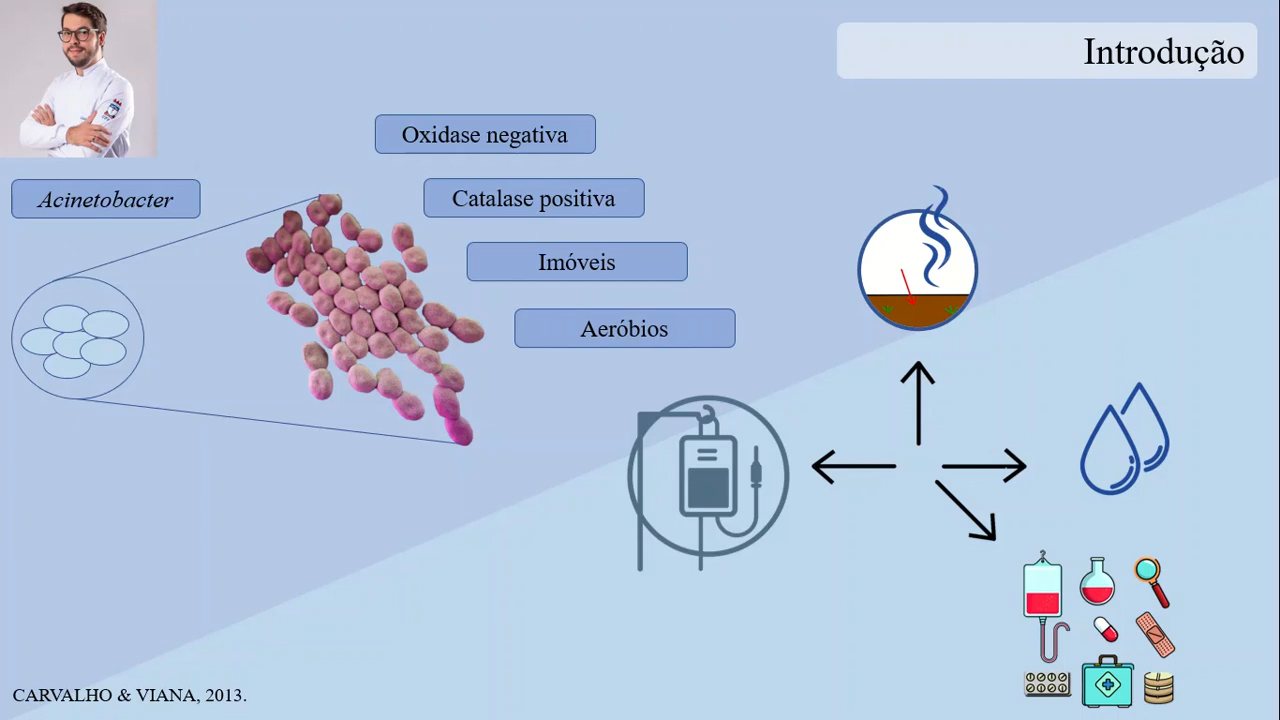 Introdução
Oxidase negativa
Acinetobacter
Catalase positiva
Imóveis
Aeróbios
CARVALHO & VIANA, 2013.